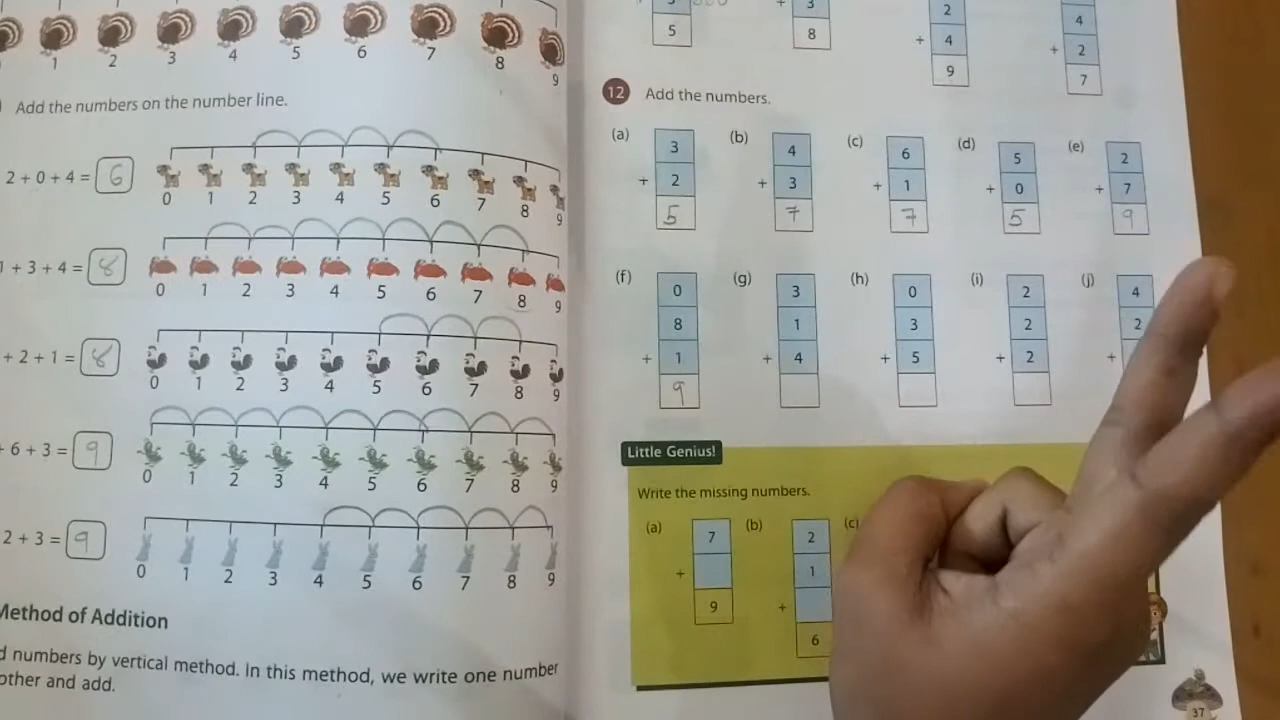 1 2 3 4 5 6 7 8 9
Add the numbers on the number line.
2 + 0 + 4 = 6
0 1 2 3 4 5 6 7 8 9
1 + 3 + 4 = 8
0 1 2 3 4 5 6 7 8 9
+ 2 + 1 = 8
0 1 2 3 4 5 6 7 8 9
+ 6 + 3 = 9
0 1 2 3 4 5 6 7 8 9
2 + 3 = 9
0 1 2 3 4 5 6 7 8 9
Method of Addition
numbers by vertical method. In this method, we write one number
other and add.
+ 3 2 4
5 8 + 4 + 2
9 7
12 Add the numbers.
(a) (b) (c) (d) (e)
3 4 6 5 2
+ 2 + 3 + 1 + 0 + 7
5 7 7 5 9
(f) (g) (h) (i) (j)
0 3 0 2 4
8 1 3 2 2
+ 1 + 4 + 5 + 2 +
9
Little Genius!
Write the missing numbers.
(a) (b) (c)
7 2
+ 1
9 +
6
37